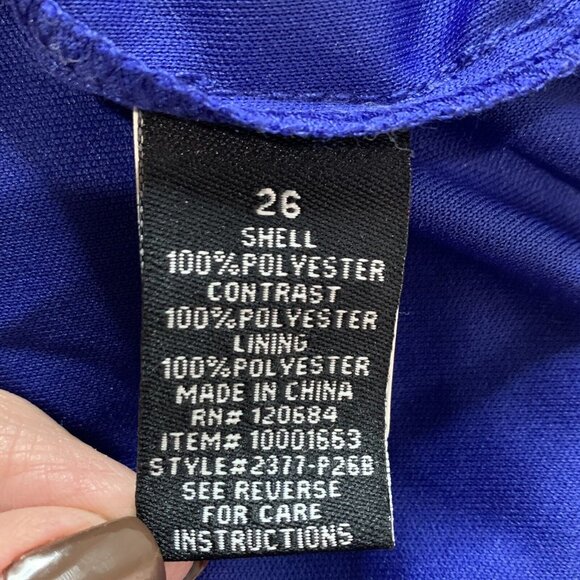 26
SHELL
100%POLYESTER
CONTRAST
100%POLYESTER
LINING
100%POLYESTER
MADE IN CHINA
RN# 120684
ITEM# 10001663
STYLE#2377-P26B
SEE REVERSE
FOR CARE
INSTRUCTIONS